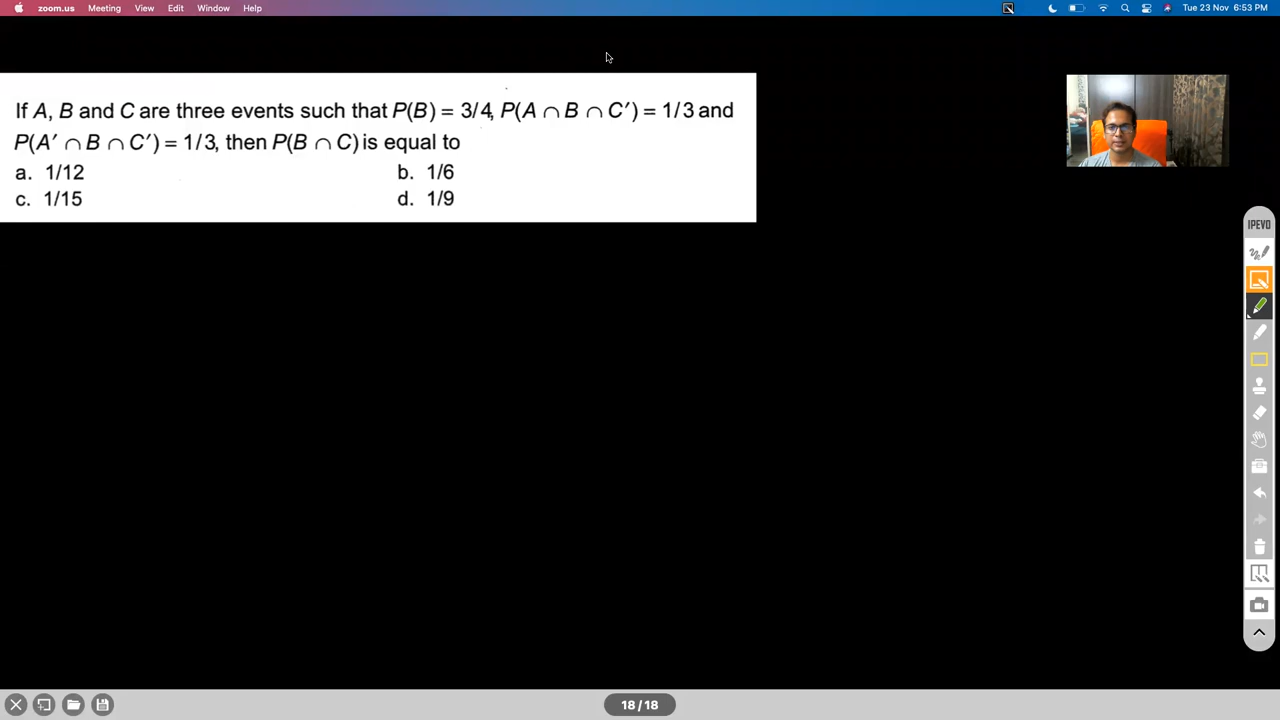 zoom.us Meeting View Edit Window Help Tue 23 Nov 6:53 PM
If A, B and C are three events such that P(B) = 3/4, P(A ∩ B ∩ C′) = 1/3 and
P(A′ ∩ B ∩ C′) = 1/3, then P(B ∩ C) is equal to
a. 1/12 b. 1/6
c. 1/15 d. 1/9
IPEVO
18 / 18